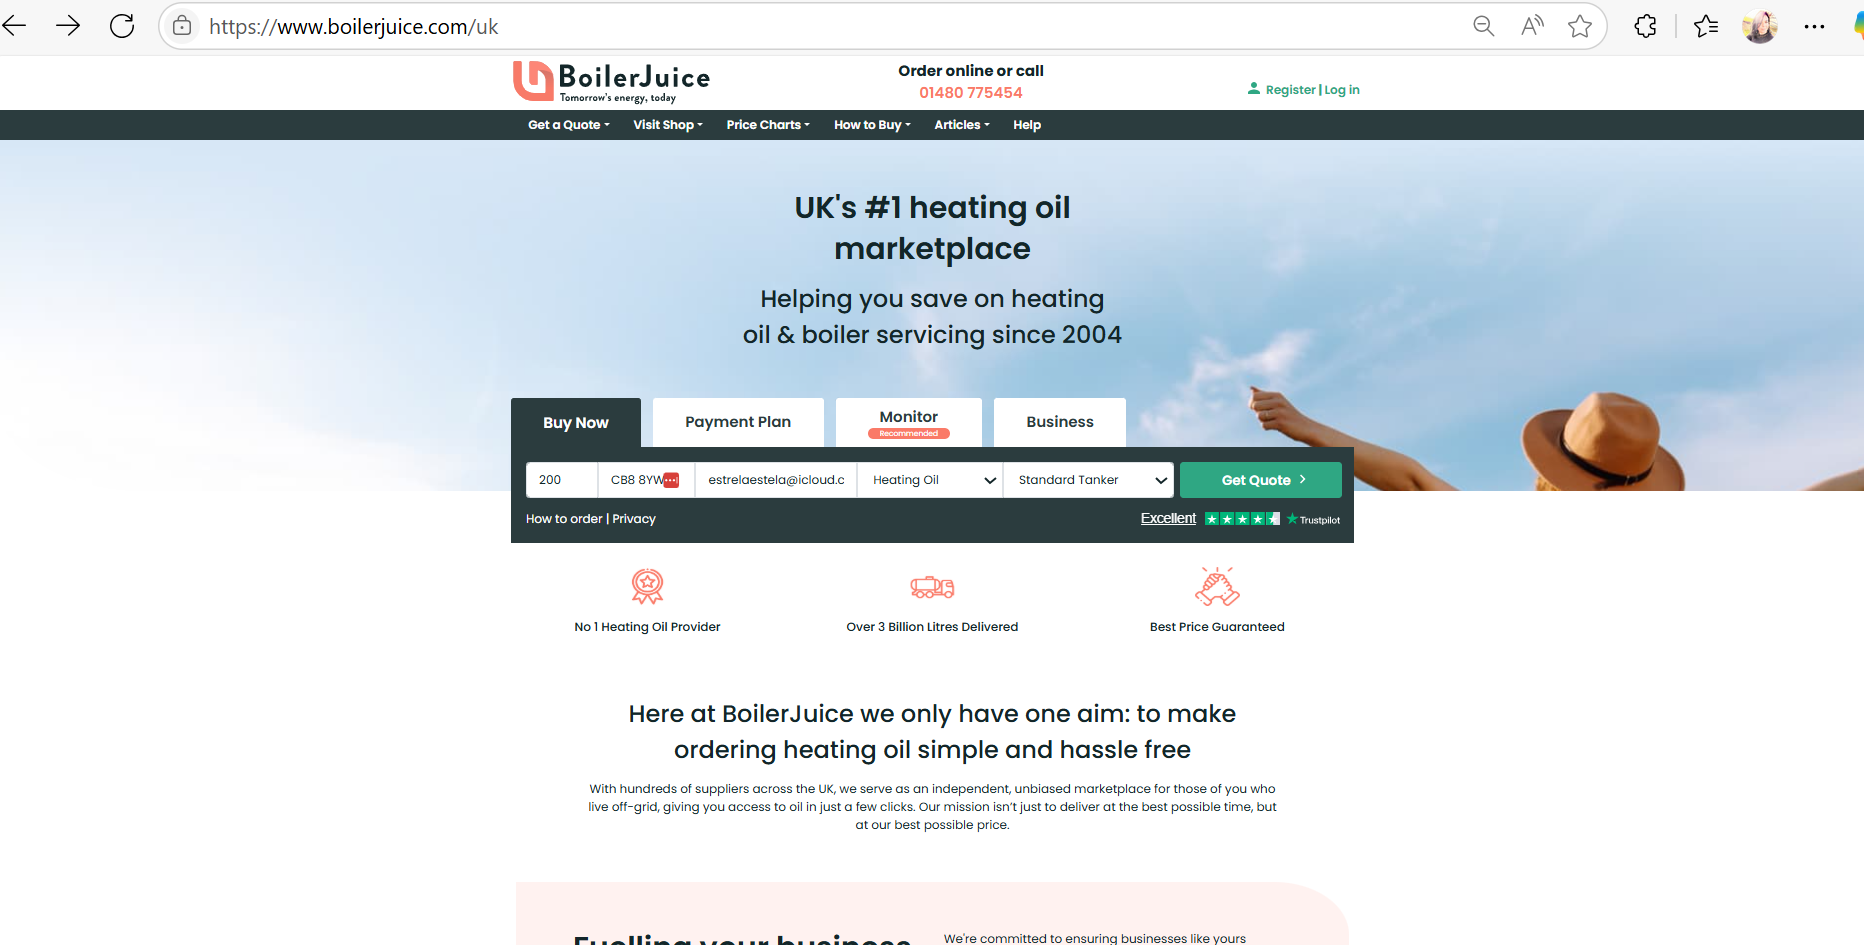 https://www.boilerjuice.com/uk
BoilerJuice
Tomorrow's energy, today
Order online or call
01480 775454
Register | Log in
Get a Quote
Visit Shop
Price Charts
How to Buy
Articles
Help
UK's #1 heating oil
marketplace
Helping you save on heating
oil & boiler servicing since 2004
Buy Now
Payment Plan
Monitor
Recommended
Business
200
CB8 8YW
estrelaestela@icloud.c
Heating Oil
Standard Tanker
Get Quote
How to order | Privacy
Excellent
Trustpilot
No 1 Heating Oil Provider
Over 3 Billion Litres Delivered
Best Price Guaranteed
Here at BoilerJuice we only have one aim: to make
ordering heating oil simple and hassle free
With hundreds of suppliers across the UK, we serve as an independent, unbiased marketplace for those of you who
live off-grid, giving you access to oil in just a few clicks. Our mission isn't just to deliver at the best possible time, but
at our best possible price.
Fuelling your business
We're committed to ensuring businesses like yours